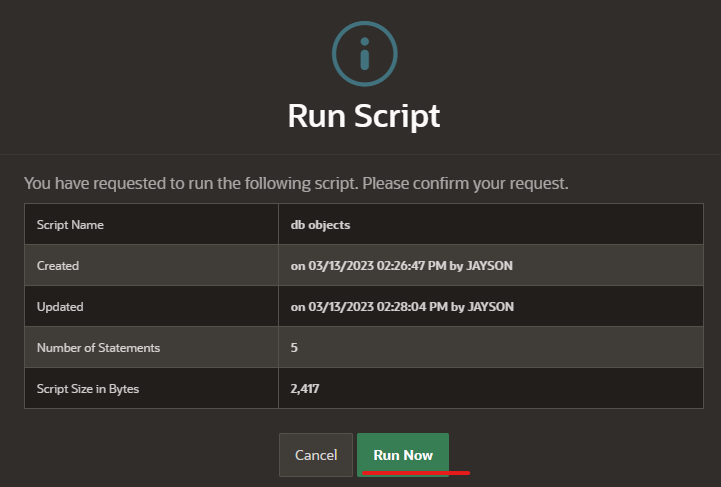 Run Script
You have requested to run the following script. Please confirm your request.
Script Name db objects
Created on 03/13/2023 02:26:47 PM by JAYSON
Updated on 03/13/2023 02:28:04 PM by JAYSON
Number of Statements 5
Script Size in Bytes 2,417
Cancel Run Now